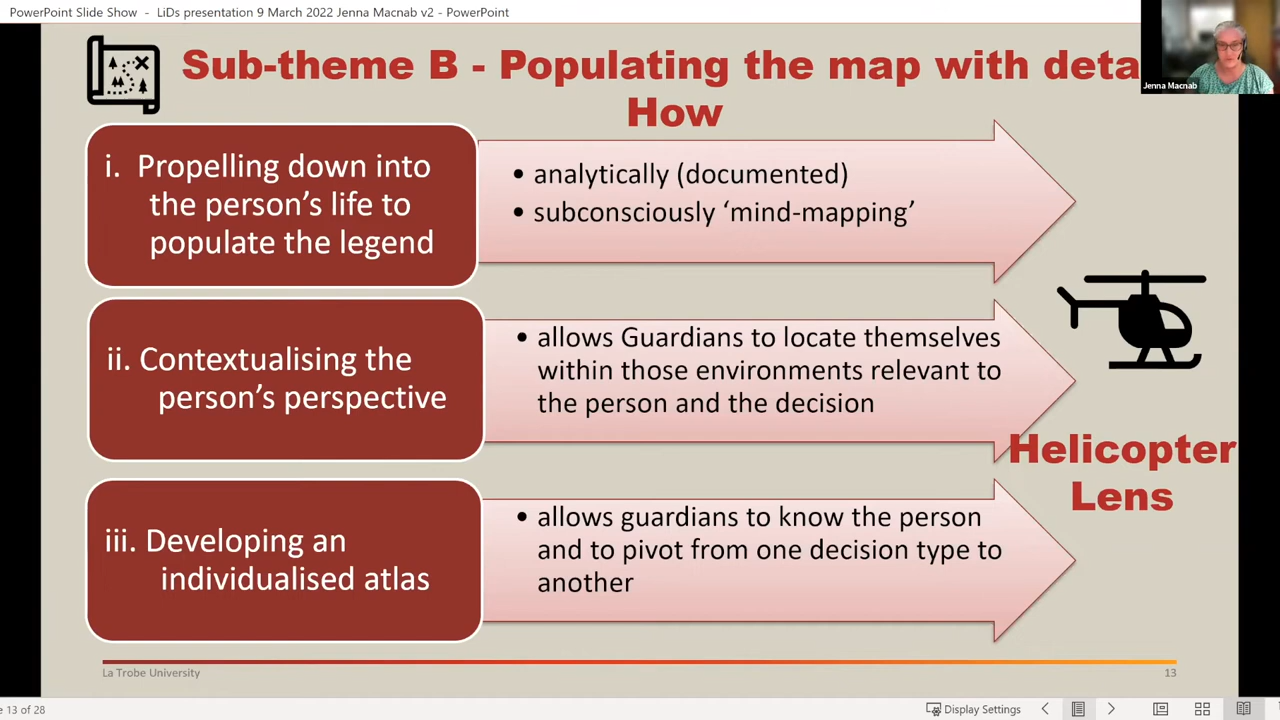 PowerPoint Slide Show - LiDs presentation 9 March 2022 Jenna Macnab v2 - PowerPoint
Jenna Macnab
Sub-theme B - Populating the map with deta
How
i. Propelling down into
the person's life to
populate the legend
• analytically (documented)
• subconsciously ‘mind-mapping’
ii. Contextualising the
person's perspective
• allows Guardians to locate themselves
within those environments relevant to
the person and the decision
Helicopter
Lens
iii. Developing an
individualised atlas
• allows guardians to know the person
and to pivot from one decision type to
another
La Trobe University
13
e 13 of 28
Display Settings